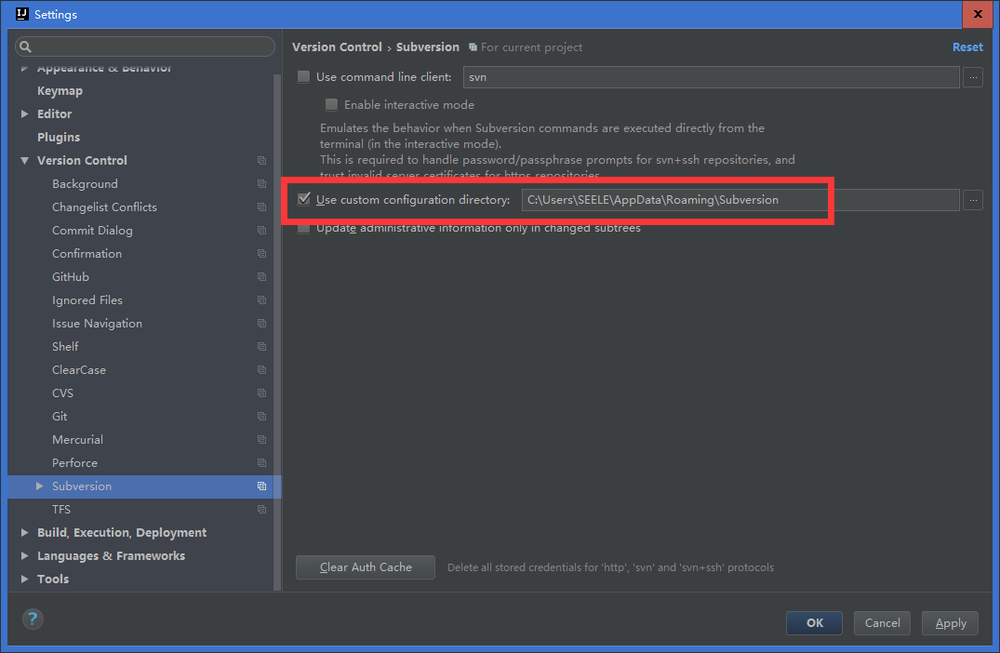 IJ Settings
Appearance & Behavior
Keymap
Editor
Plugins
Version Control
Background
Changelist Conflicts
Commit Dialog
Confirmation
GitHub
Ignored Files
Issue Navigation
Shelf
ClearCase
CVS
Git
Mercurial
Perforce
Subversion
TFS
Build, Execution, Deployment
Languages & Frameworks
Tools
Version Control › Subversion For current project Reset
Use command line client: svn ...
Enable interactive mode
Emulates the behavior when Subversion commands are executed directly from the
terminal (in the interactive mode).
This is required to handle password/passphrase prompts for svn+ssh repositories, and
trust invalid server certificates for https repositories.
Use custom configuration directory: C:\Users\SEELE\AppData\Roaming\Subversion ...
Update administrative information only in changed subtrees
Clear Auth Cache Delete all stored credentials for 'http', 'svn' and 'svn+ssh' protocols
? OK Cancel Apply